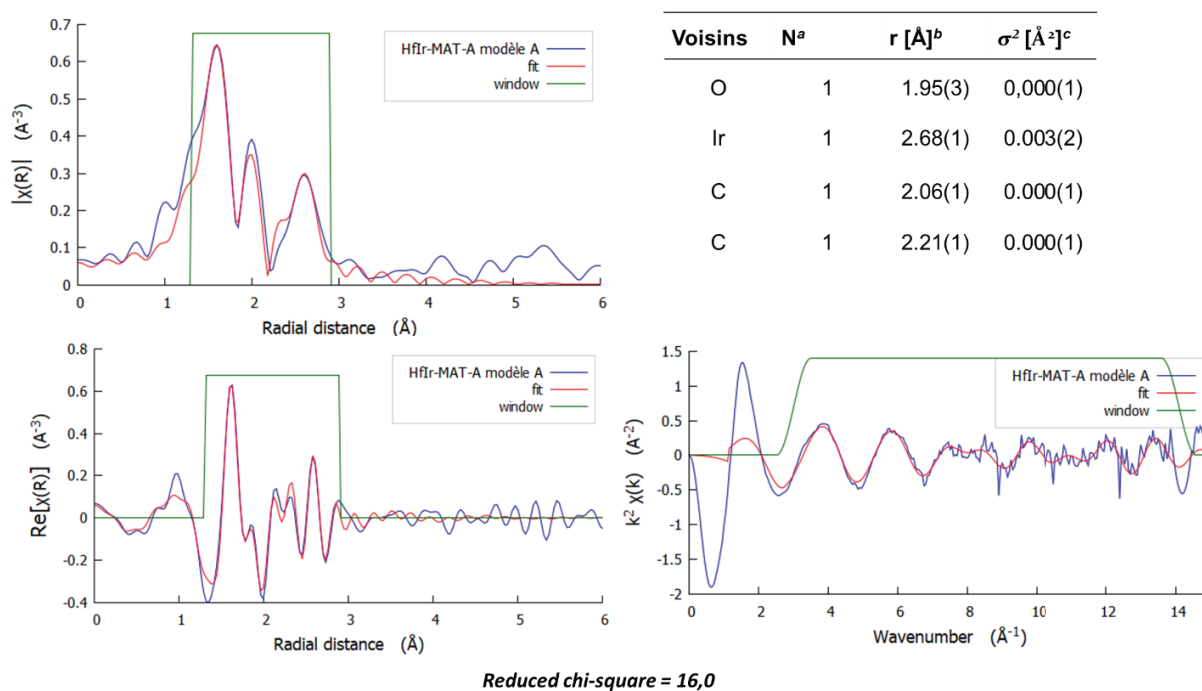 0.7
0.6
0.5
0.4
0.3
0.2
0.1
0
|χ(R)| (A⁻³)
HfIr-MAT-A modèle A
fit
window
0 1 2 3 4 5 6
Radial distance (Å)
Voisins Nᵃ r [Å]ᵇ σ² [Å²]ᶜ
O 1 1.95(3) 0,000(1)
Ir 1 2.68(1) 0.003(2)
C 1 2.06(1) 0.000(1)
C 1 2.21(1) 0.000(1)
0.8
0.6
0.4
0.2
0
-0.2
-0.4
Re[χ(R)] (A⁻³)
HfIr-MAT-A modèle A
fit
window
0 1 2 3 4 5 6
Radial distance (Å)
1.5
1
0.5
0
-0.5
-1
-1.5
-2
k² χ(k) (A⁻²)
HfIr-MAT-A modèle A
fit
window
0 2 4 6 8 10 12 14
Wavenumber (Å⁻¹)
Reduced chi-square = 16,0